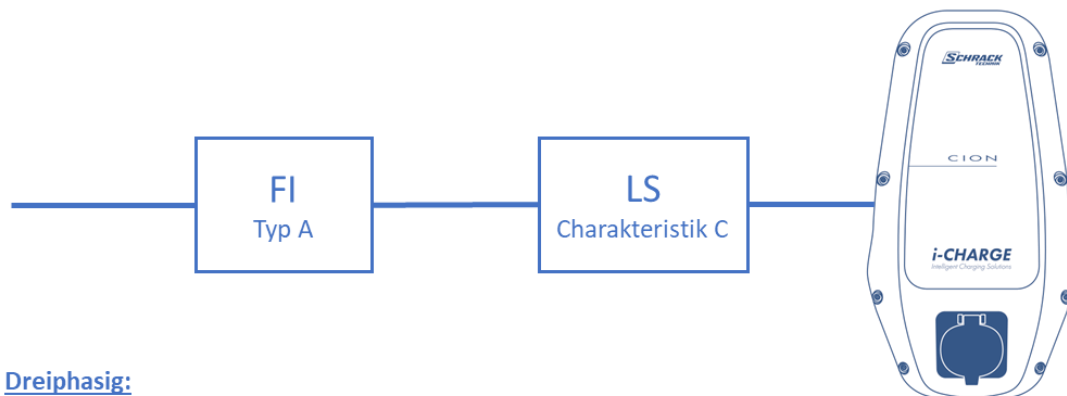 FI
Typ A
LS
Charakteristik C
SCHRACK
TECHNIK
CION
i-CHARGE
Intelligent Charging Solutions
Dreiphasig: